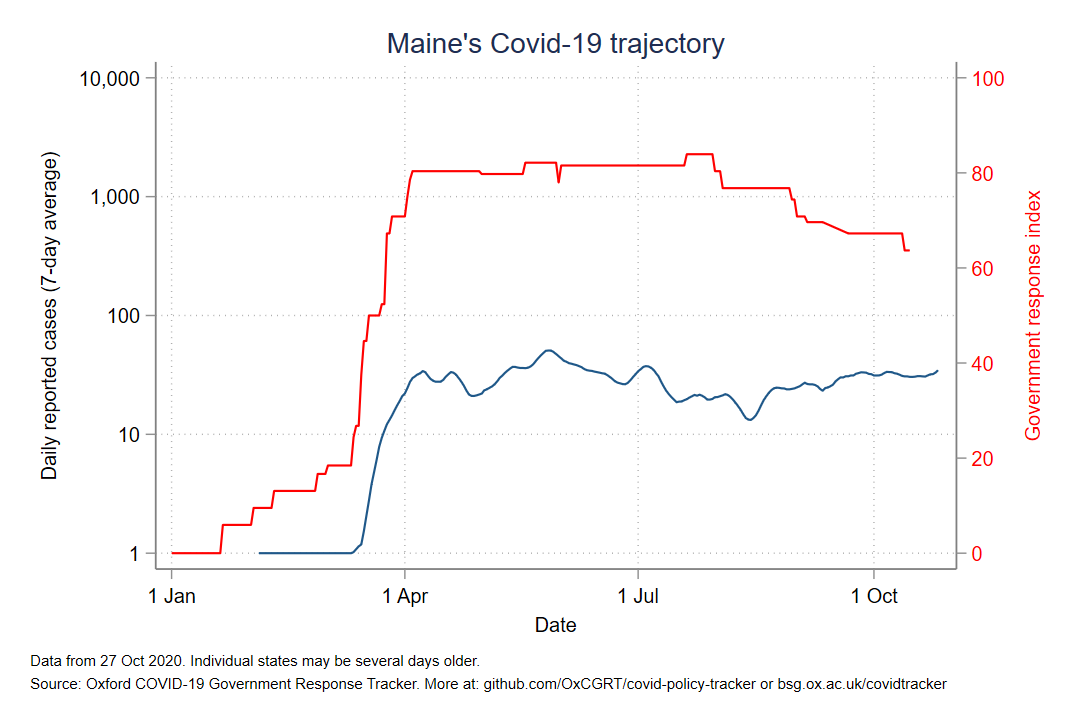 Maine's Covid-19 trajectory
10,000
1,000
100
10
1
Daily reported cases (7-day average)
100
80
60
40
20
0
Government response index
1 Jan
1 Apr
1 Jul
1 Oct
Date
Data from 27 Oct 2020. Individual states may be several days older.
Source: Oxford COVID-19 Government Response Tracker. More at: github.com/OxCGRT/covid-policy-tracker or bsg.ox.ac.uk/covidtracker